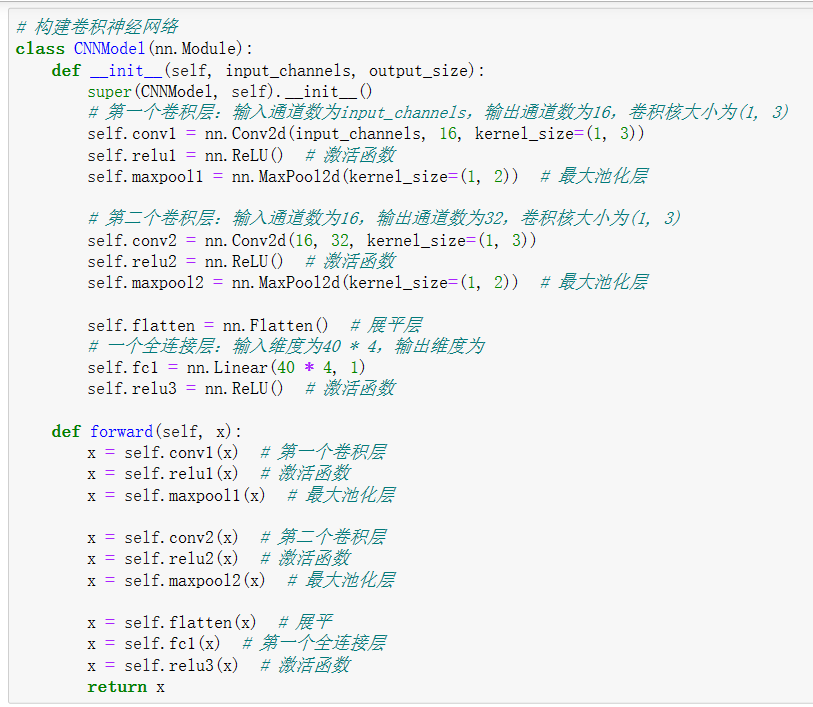 # 构建卷积神经网络
class CNNModel(nn.Module):
    def __init__(self, input_channels, output_size):
        super(CNNModel, self).__init__()
        # 第一个卷积层：输入通道数为input_channels，输出通道数为16，卷积核大小为(1, 3)
        self.conv1 = nn.Conv2d(input_channels, 16, kernel_size=(1, 3))
        self.relu1 = nn.ReLU()  # 激活函数
        self.maxpool1 = nn.MaxPool2d(kernel_size=(1, 2))  # 最大池化层

        # 第二个卷积层：输入通道数为16，输出通道数为32，卷积核大小为(1, 3)
        self.conv2 = nn.Conv2d(16, 32, kernel_size=(1, 3))
        self.relu2 = nn.ReLU()  # 激活函数
        self.maxpool2 = nn.MaxPool2d(kernel_size=(1, 2))  # 最大池化层

        self.flatten = nn.Flatten()  # 展平层
        # 一个全连接层：输入维度为40 * 4，输出维度为
        self.fc1 = nn.Linear(40 * 4, 1)
        self.relu3 = nn.ReLU()  # 激活函数

    def forward(self, x):
        x = self.conv1(x)  # 第一个卷积层
        x = self.relu1(x)  # 激活函数
        x = self.maxpool1(x)  # 最大池化层

        x = self.conv2(x)  # 第二个卷积层
        x = self.relu2(x)  # 激活函数
        x = self.maxpool2(x)  # 最大池化层

        x = self.flatten(x)  # 展平
        x = self.fc1(x)  # 第一个全连接层
        x = self.relu3(x)  # 激活函数
        return x